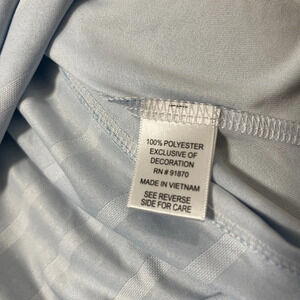 100% POLYESTER
EXCLUSIVE OF
DECORATION
RN # 91870
MADE IN VIETNAM
SEE REVERSE
SIDE FOR CARE